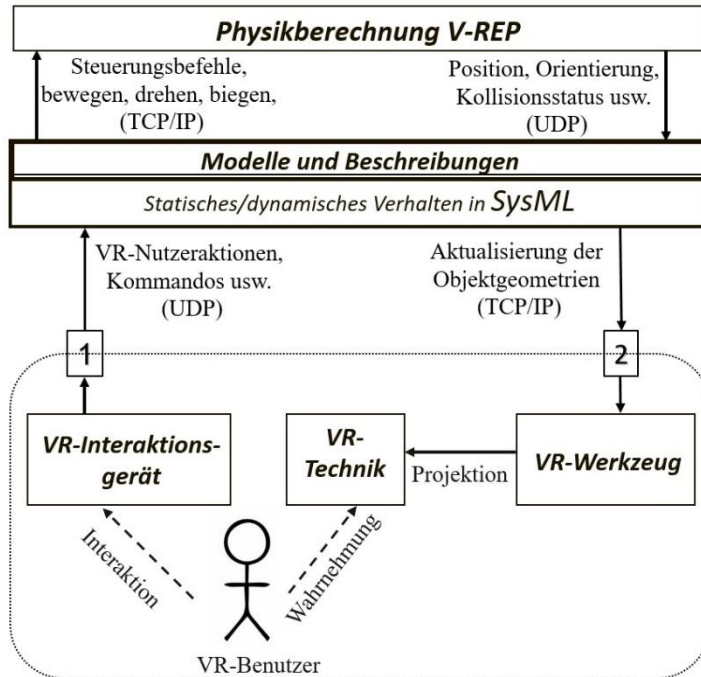 Physikberechnung V-REP
Steuerungsbefehle,
bewegen, drehen, biegen,
(TCP/IP)
Position, Orientierung,
Kollisionsstatus usw.
(UDP)
Modelle und Beschreibungen
Statisches/dynamisches Verhalten in SysML
VR-Nutzeraktionen,
Kommandos usw.
(UDP)
Aktualisierung der
Objektgeometrien
(TCP/IP)
1
2
VR-Interaktions-
gerät
VR-
Technik
Projektion
VR-Werkzeug
Interaktion
Wahrnehmung
VR-Benutzer